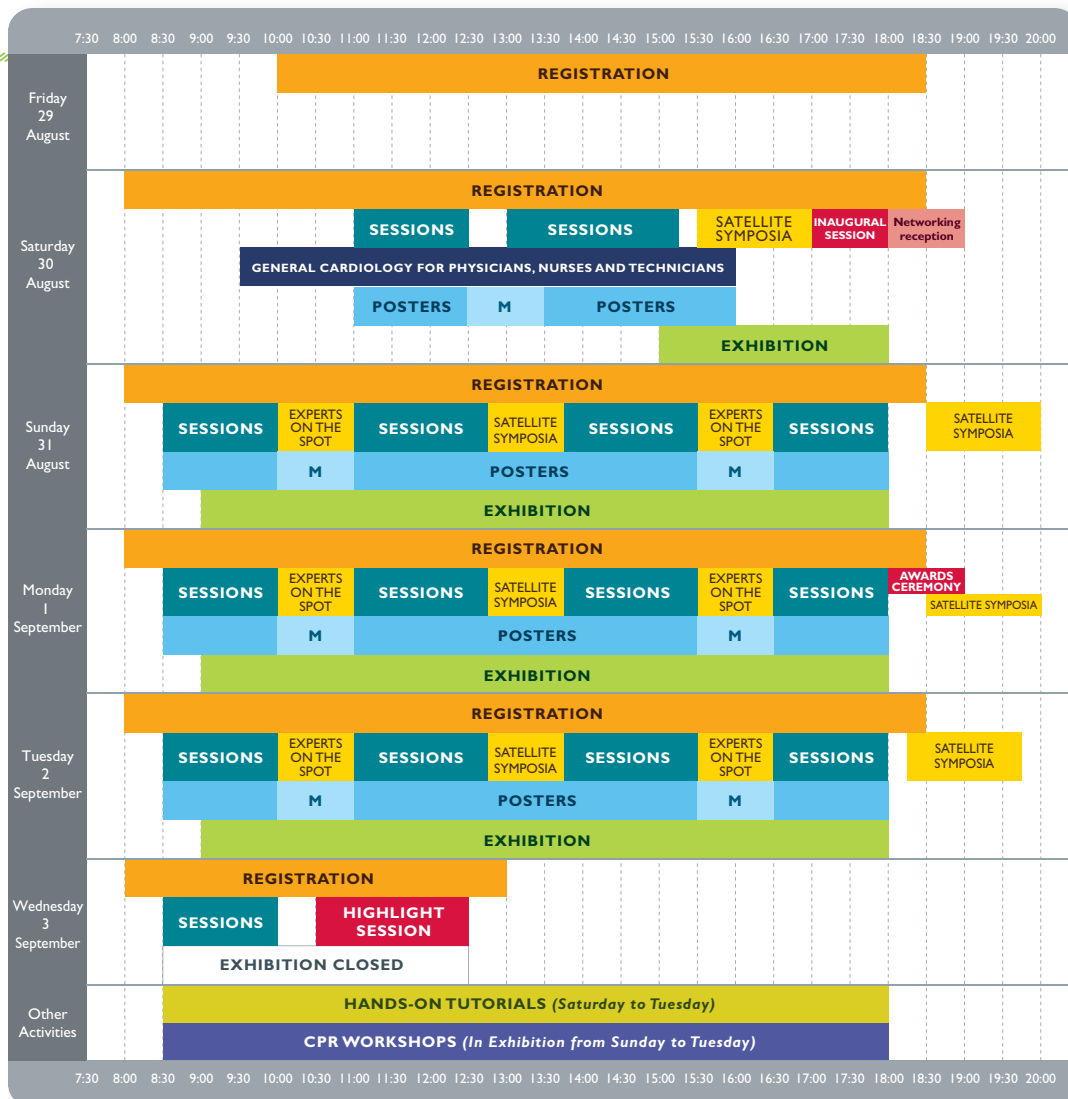 7:30 8:00 8:30 9:00 9:30 10:00 10:30 11:00 11:30 12:00 12:30 13:00 13:30 13:30 15:00 14:00 14:30 15:00 15:30 16:00 16:30 17:00 17:30 18:00 18:30 19:00 19:30 20:00
Friday
29
August
REGISTRATION
Saturday
30
August
REGISTRATION
SESSIONS
SESSIONS
SATELLITE
SYMPOSIA
INAUGURAL
SESSION
Networking
reception
GENERAL CARDIOLOGY FOR PHYSICIANS, NURSES AND TECHNICIANS
POSTERS
M
POSTERS
EXHIBITION
Sunday
31
August
REGISTRATION
SESSIONS
EXPERTS
ON THE
SPOT
SESSIONS
SATELLITE
SYMPOSIA
SESSIONS
EXPERTS
ON THE
SPOT
SESSIONS
SATELLITE
SYMPOSIA
M
POSTERS
M
EXHIBITION
Monday
1
September
REGISTRATION
SESSIONS
EXPERTS
ON THE
SPOT
SESSIONS
SATELLITE
SYMPOSIA
SESSIONS
EXPERTS
ON THE
SPOT
SESSIONS
AWARDS
CEREMONY
SATELLITE SYMPOSIA
M
POSTERS
M
EXHIBITION
Tuesday
2
September
REGISTRATION
SESSIONS
EXPERTS
ON THE
SPOT
SESSIONS
SATELLITE
SYMPOSIA
SESSIONS
EXPERTS
ON THE
SPOT
SESSIONS
SATELLITE
SYMPOSIA
M
POSTERS
M
EXHIBITION
Wednesday
3
September
REGISTRATION
SESSIONS
HIGHLIGHT
SESSION
EXHIBITION CLOSED
Other
Activities
HANDS-ON TUTORIALS (Saturday to Tuesday)
CPR WORKSHOPS (In Exhibition from Sunday to Tuesday)
7:30 8:00 8:30 9:00 9:30 10:00 10:30 11:00 11:30 12:00 12:30 13:00 13:30 14:00 14:30 15:00 15:30 16:00 16:30 17:00 17:30 18:00 18:30 19:00 19:30 20:00